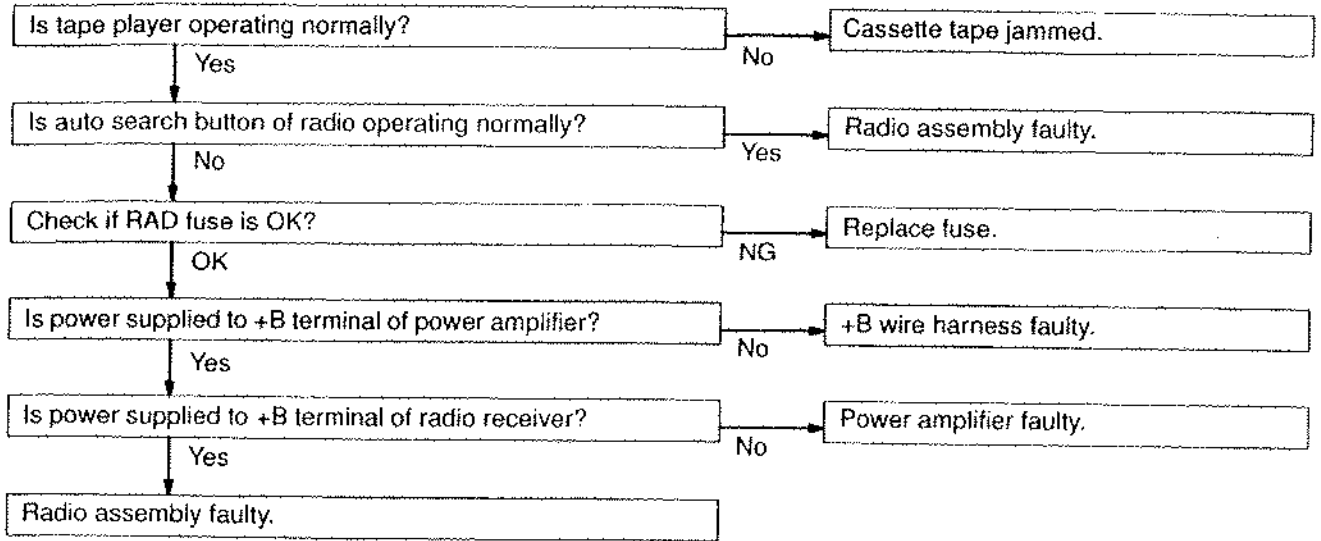 Is tape player operating normally?
No
Cassette tape jammed.
Yes
Is auto search button of radio operating normally?
Yes
Radio assembly faulty.
No
Check if RAD fuse is OK?
NG
Replace fuse.
OK
Is power supplied to +B terminal of power amplifier?
No
+B wire harness faulty.
Yes
Is power supplied to +B terminal of radio receiver?
No
Power amplifier faulty.
Yes
Radio assembly faulty.